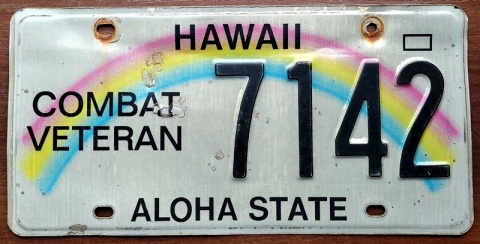 HAWAII
COMBAT
VETERAN
7142
ALOHA STATE